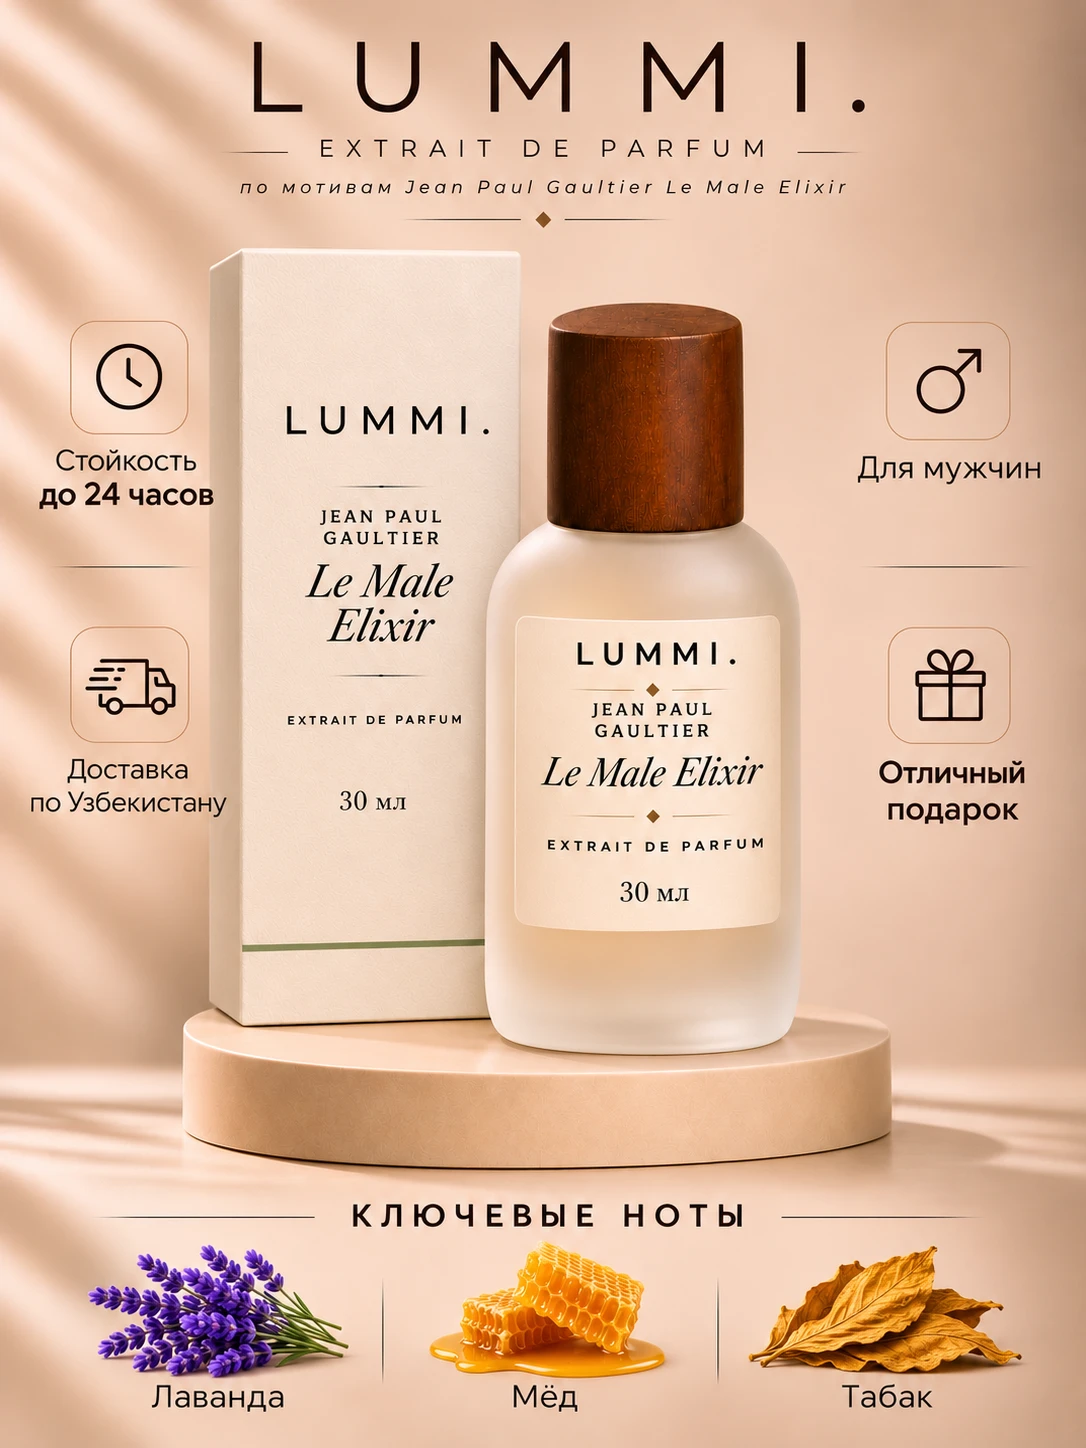 LUMMI.
EXTRAIT DE PARFUM
по мотивам Jean Paul Gaultier Le Male Elixir
Стойкость
до 24 часов
Доставка
по Узбекистану
LUMMI.
JEAN PAUL
GAULTIER
Le Male
Elixir
EXTRAIT DE PARFUM
30 мл
LUMMI.
JEAN PAUL
GAULTIER
Le Male Elixir
EXTRAIT DE PARFUM
30 мл
Для мужчин
Отличный
подарок
КЛЮЧЕВЫЕ НОТЫ
Лаванда
Мёд
Табак